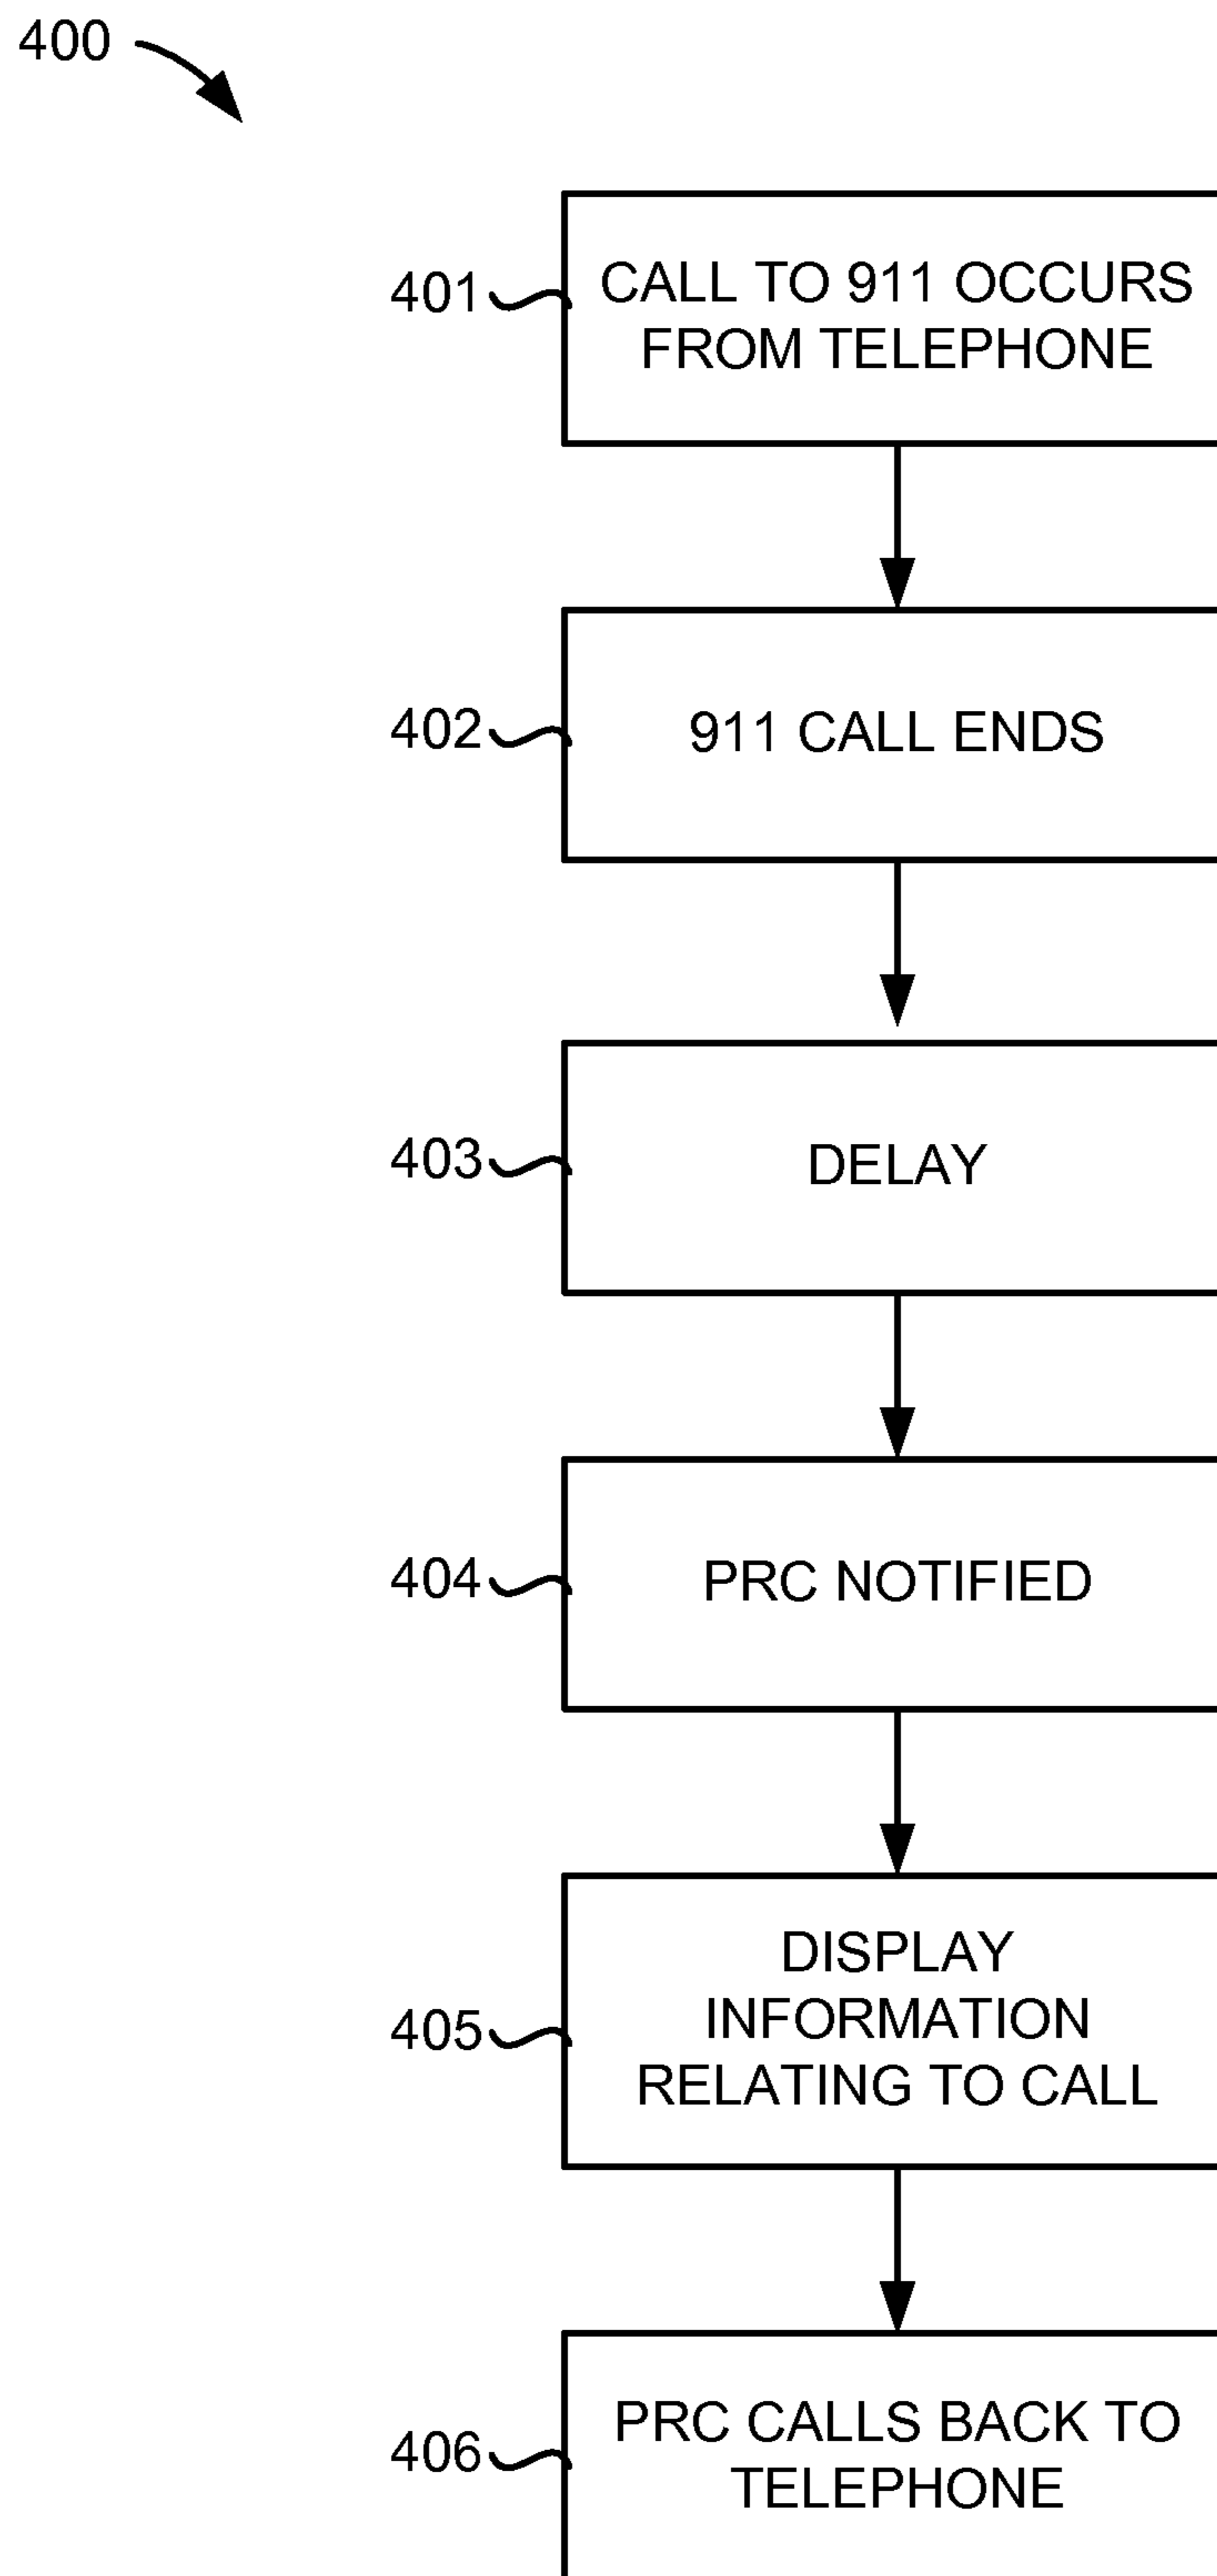 400
401
CALL TO 911 OCCURS
FROM TELEPHONE
402
911 CALL ENDS
403
DELAY
404
PRC NOTIFIED
405
DISPLAY
INFORMATION
RELATING TO CALL
406
PRC CALLS BACK TO
TELEPHONE